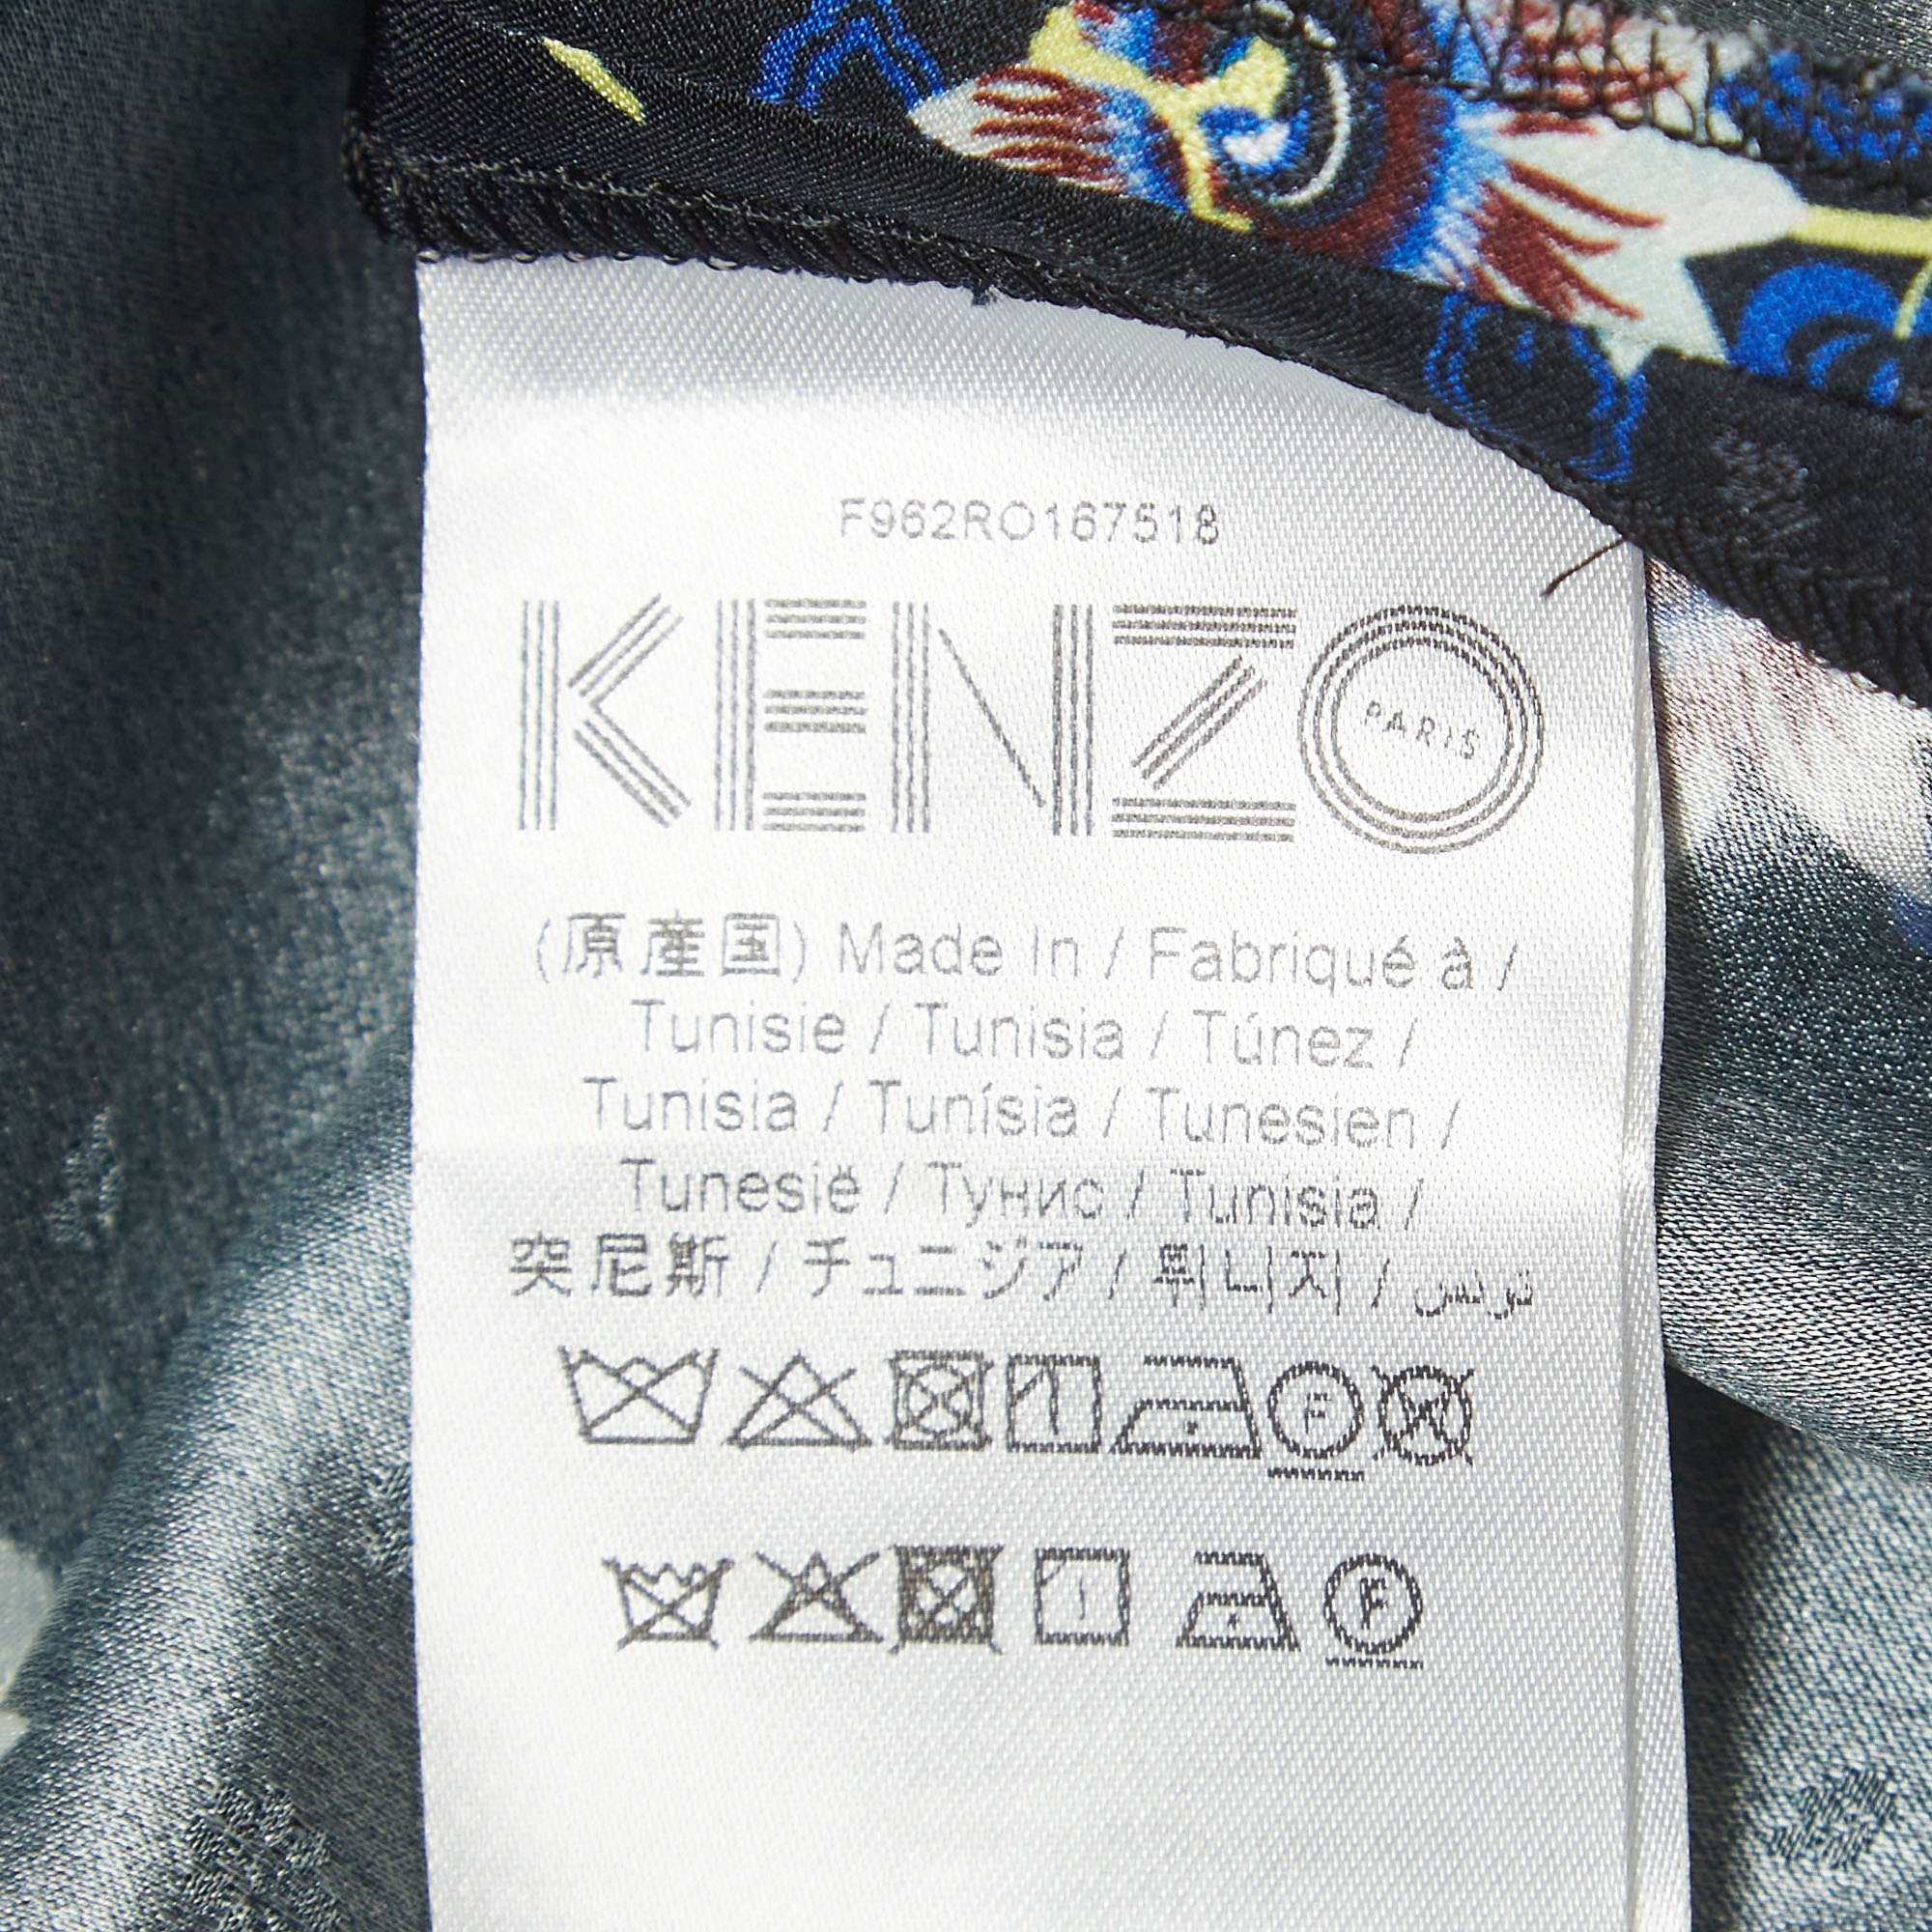 F962RO167518
KENZO PARIS
(原産国) Made In / Fabriqué à /
Tunisie / Tunisia / Túnez /
Tunisia / Tunísia / Tunesien /
Tunesië / Тунис / Tunisia /
突尼斯 / チュニジア / 튀니지 / تونس
F
F